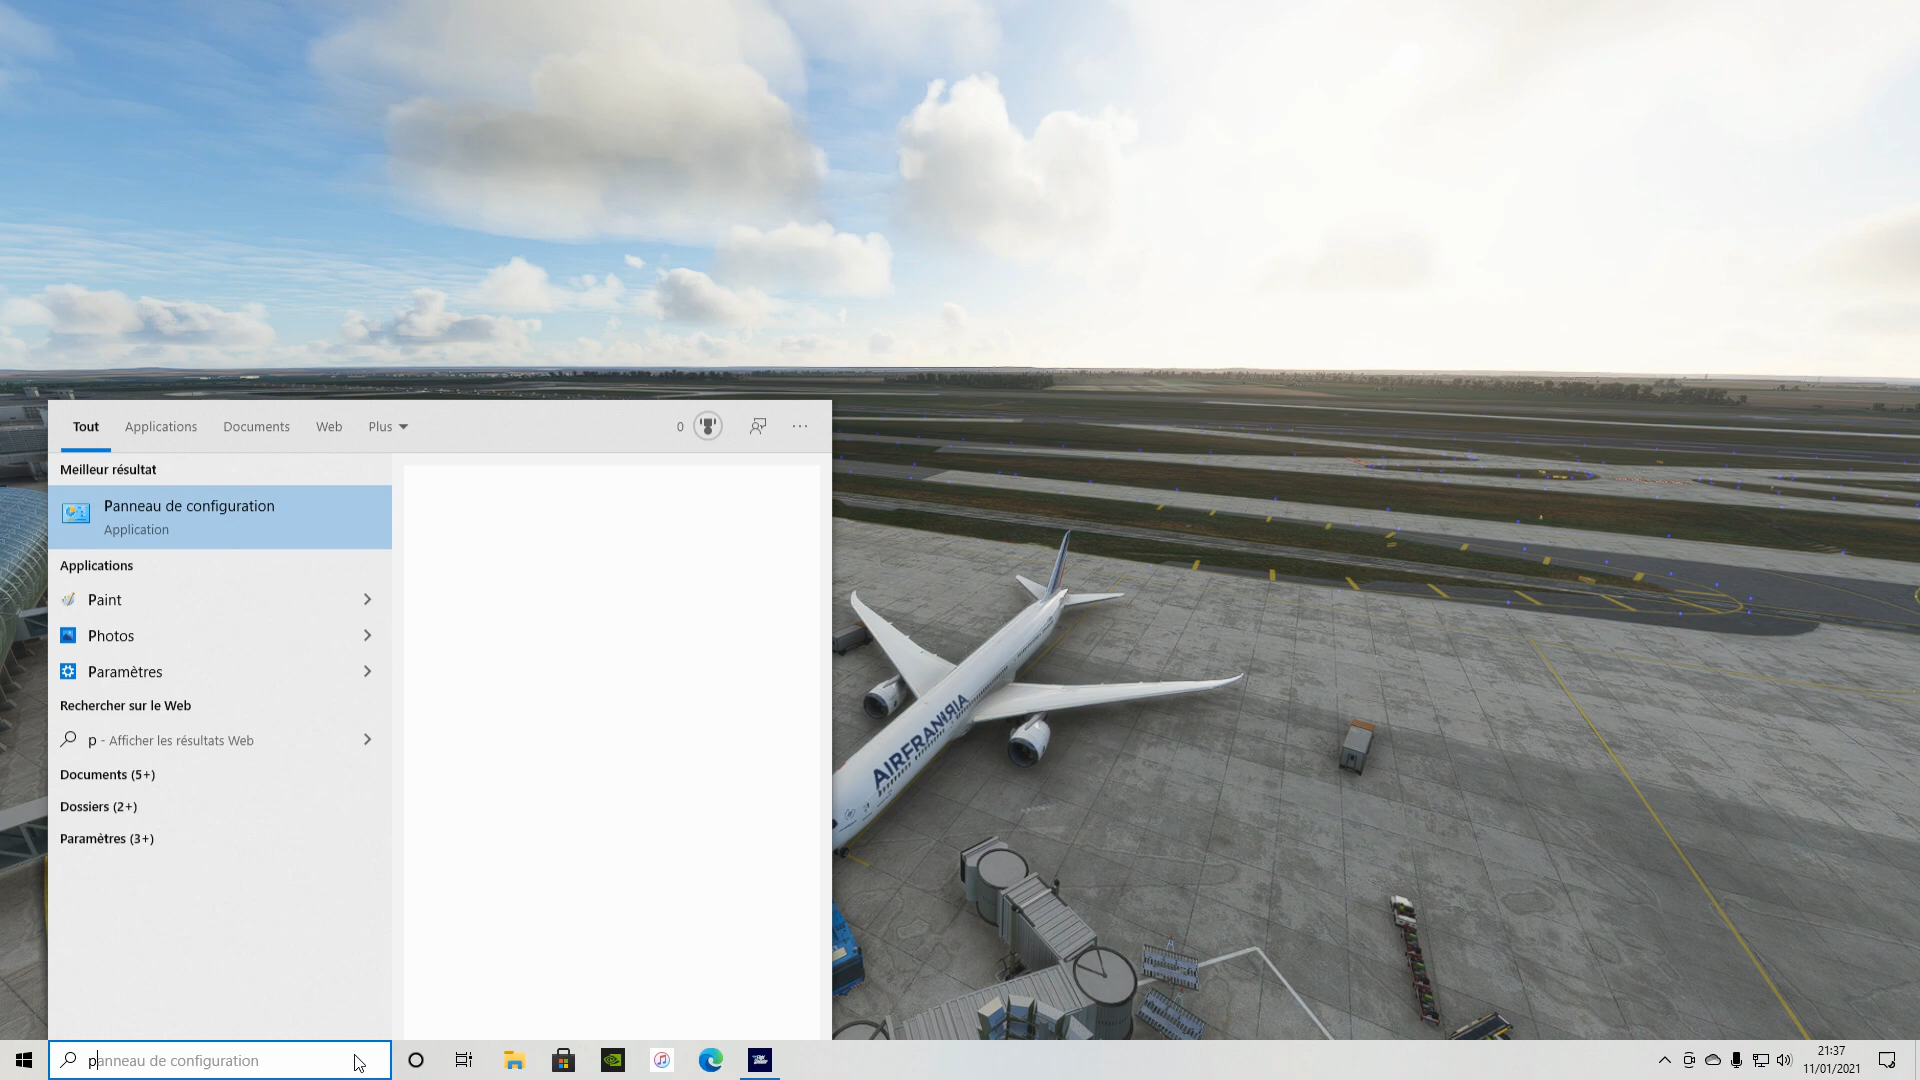 Tout Applications Documents Web Plus 0
Meilleur résultat
Panneau de configuration
Application
Applications
Paint
Photos
Paramètres
Rechercher sur le Web
p - Afficher les résultats Web
Documents (5+)
Dossiers (2+)
Paramètres (3+)
AIRFRANCE
panneau de configuration
21:37
11/01/2021